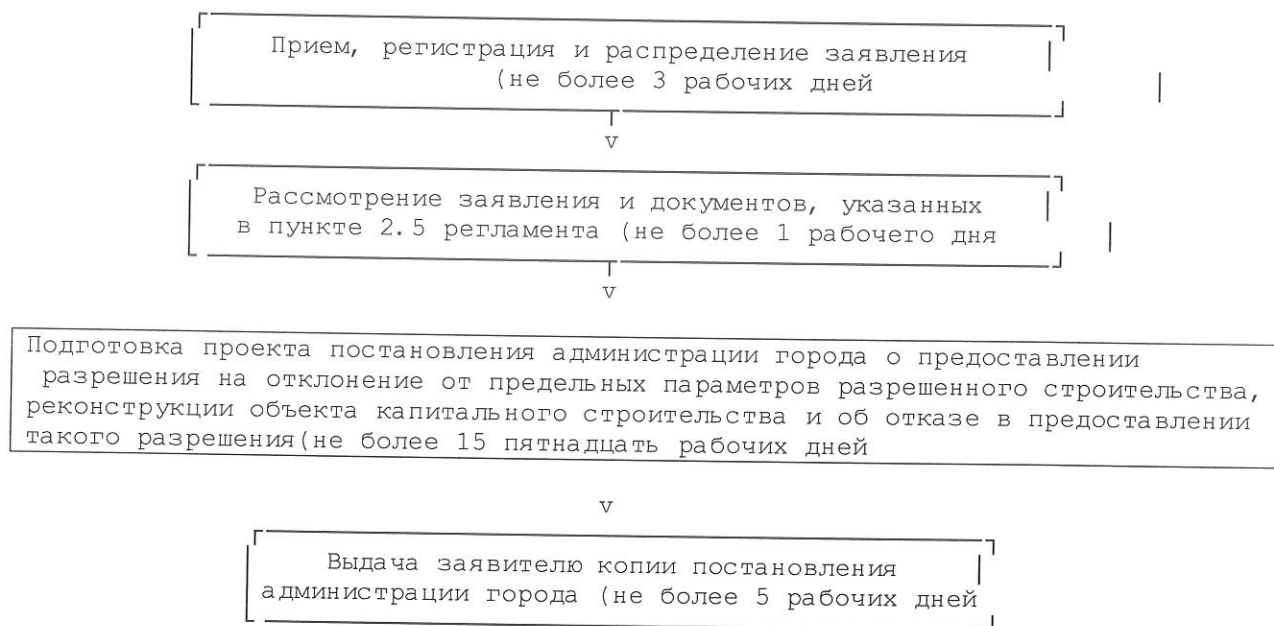 Прием, регистрация и распределение заявления
(не более 3 рабочих дней
v
Рассмотрение заявления и документов, указанных
в пункте 2.5 регламента (не более 1 рабочего дня
v
Подготовка проекта постановления администрации города о предоставлении
разрешения на отклонение от предельных параметров разрешенного строительства,
реконструкции объекта капитального строительства и об отказе в предоставлении
такого разрешения(не более 15 пятнадцать рабочих дней
v
Выдача заявителю копии постановления
администрации города (не более 5 рабочих дней